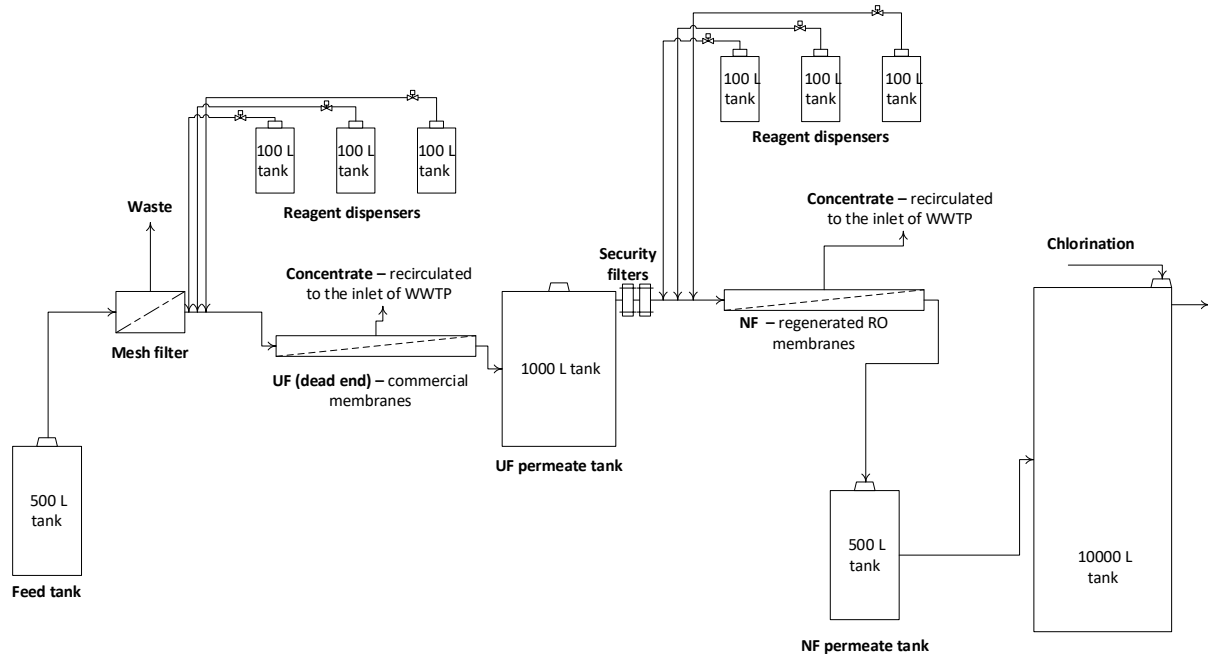 100 L
tank
100 L
tank
100 L
tank
Reagent dispensers
100 L
tank
100 L
tank
100 L
tank
Reagent dispensers
Waste
Mesh filter
Concentrate – recirculated
to the inlet of WWTP
UF (dead end) – commercial
membranes
500 L
tank
Feed tank
1000 L tank
UF permeate tank
Security
filters
Concentrate – recirculated
to the inlet of WWTP
NF – regenerated RO
membranes
500 L
tank
NF permeate tank
Chlorination
10000 L
tank